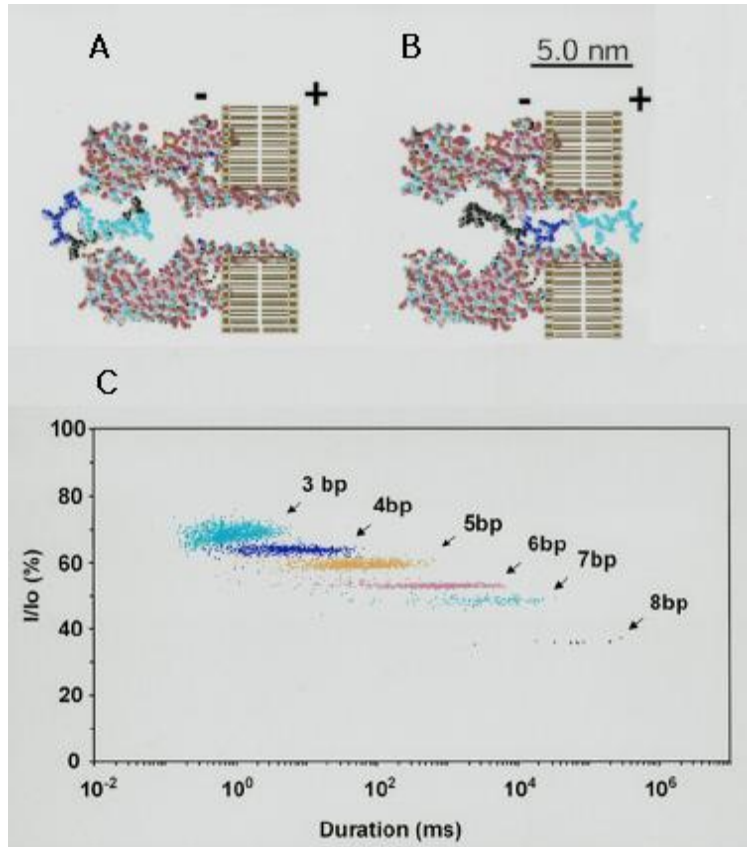 A
B
5.0 nm
- +
- +
C
100
80
60
40
20
0
I/Io (%)
3 bp
4bp
5bp
6bp
7bp
8bp
10-2 100 102 104 106
Duration (ms)